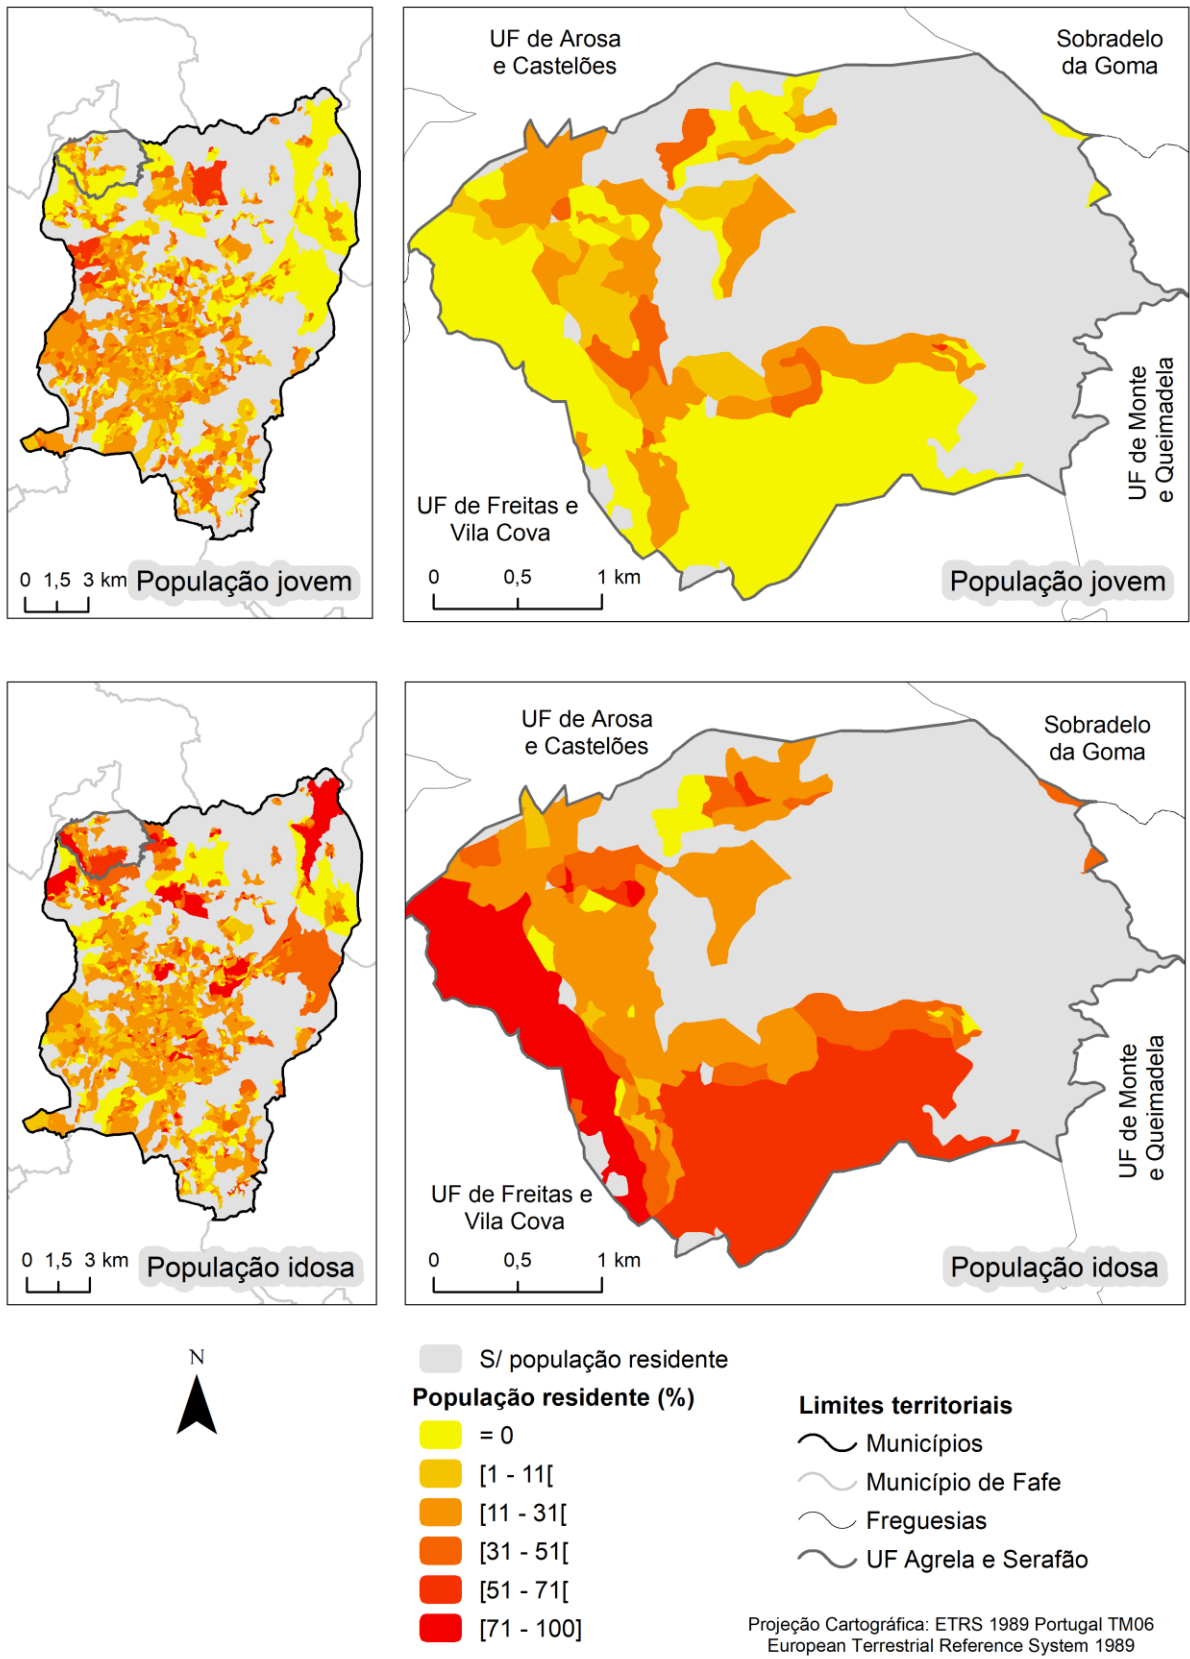 UF de Arosa
e Castelões
Sobradelo
da Goma
UF de Monte
e Queimadela
UF de Freitas e
Vila Cova
0 1,5 3 km
População jovem
0 0,5 1 km
População jovem
UF de Arosa
e Castelões
Sobradelo
da Goma
UF de Monte
e Queimadela
UF de Freitas e
Vila Cova
0 1,5 3 km
População idosa
0 0,5 1 km
População idosa
N
S/ população residente
População residente (%)
= 0
[1 - 11[
[11 - 31[
[31 - 51[
[51 - 71[
[71 - 100]
Limites territoriais
Municípios
Município de Fafe
Freguesias
UF Agrela e Serafão
Projeção Cartográfica: ETRS 1989 Portugal TM06
European Terrestrial Reference System 1989